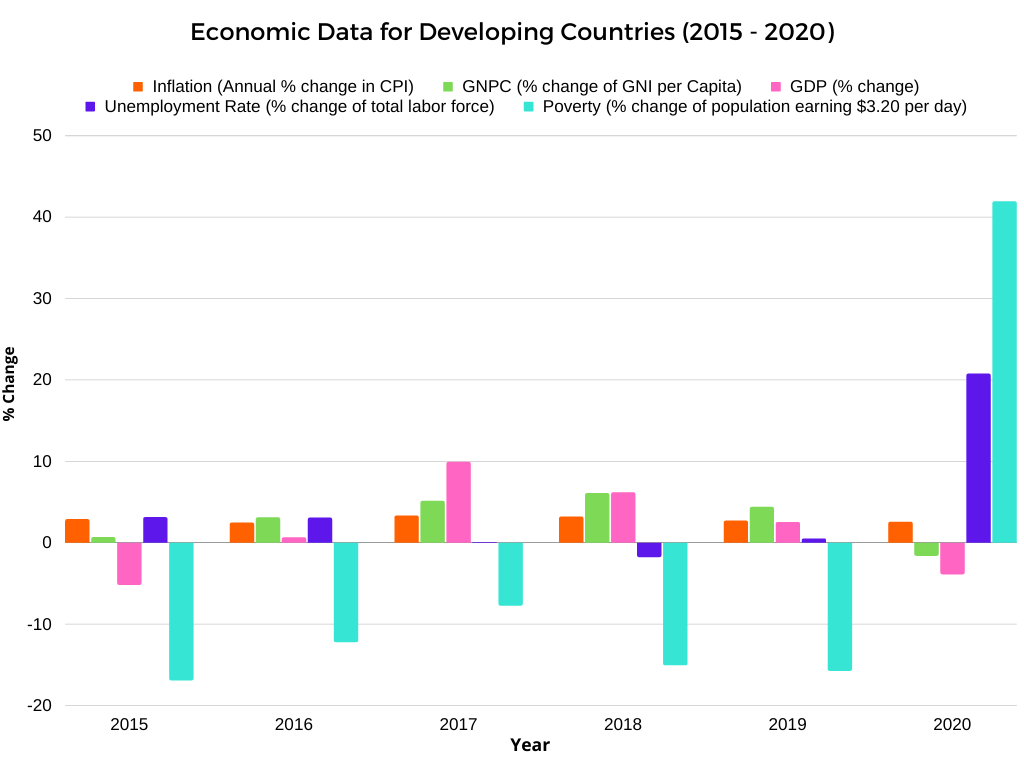 Economic Data for Developing Countries (2015 - 2020)
Inflation (Annual % change in CPI) GNPC (% change of GNI per Capita) GDP (% change)
Unemployment Rate (% change of total labor force) Poverty (% change of population earning $3.20 per day)
50
40
30
20
10
0
-10
-20
% Change
2015 2016 2017 2018 2019 2020
Year